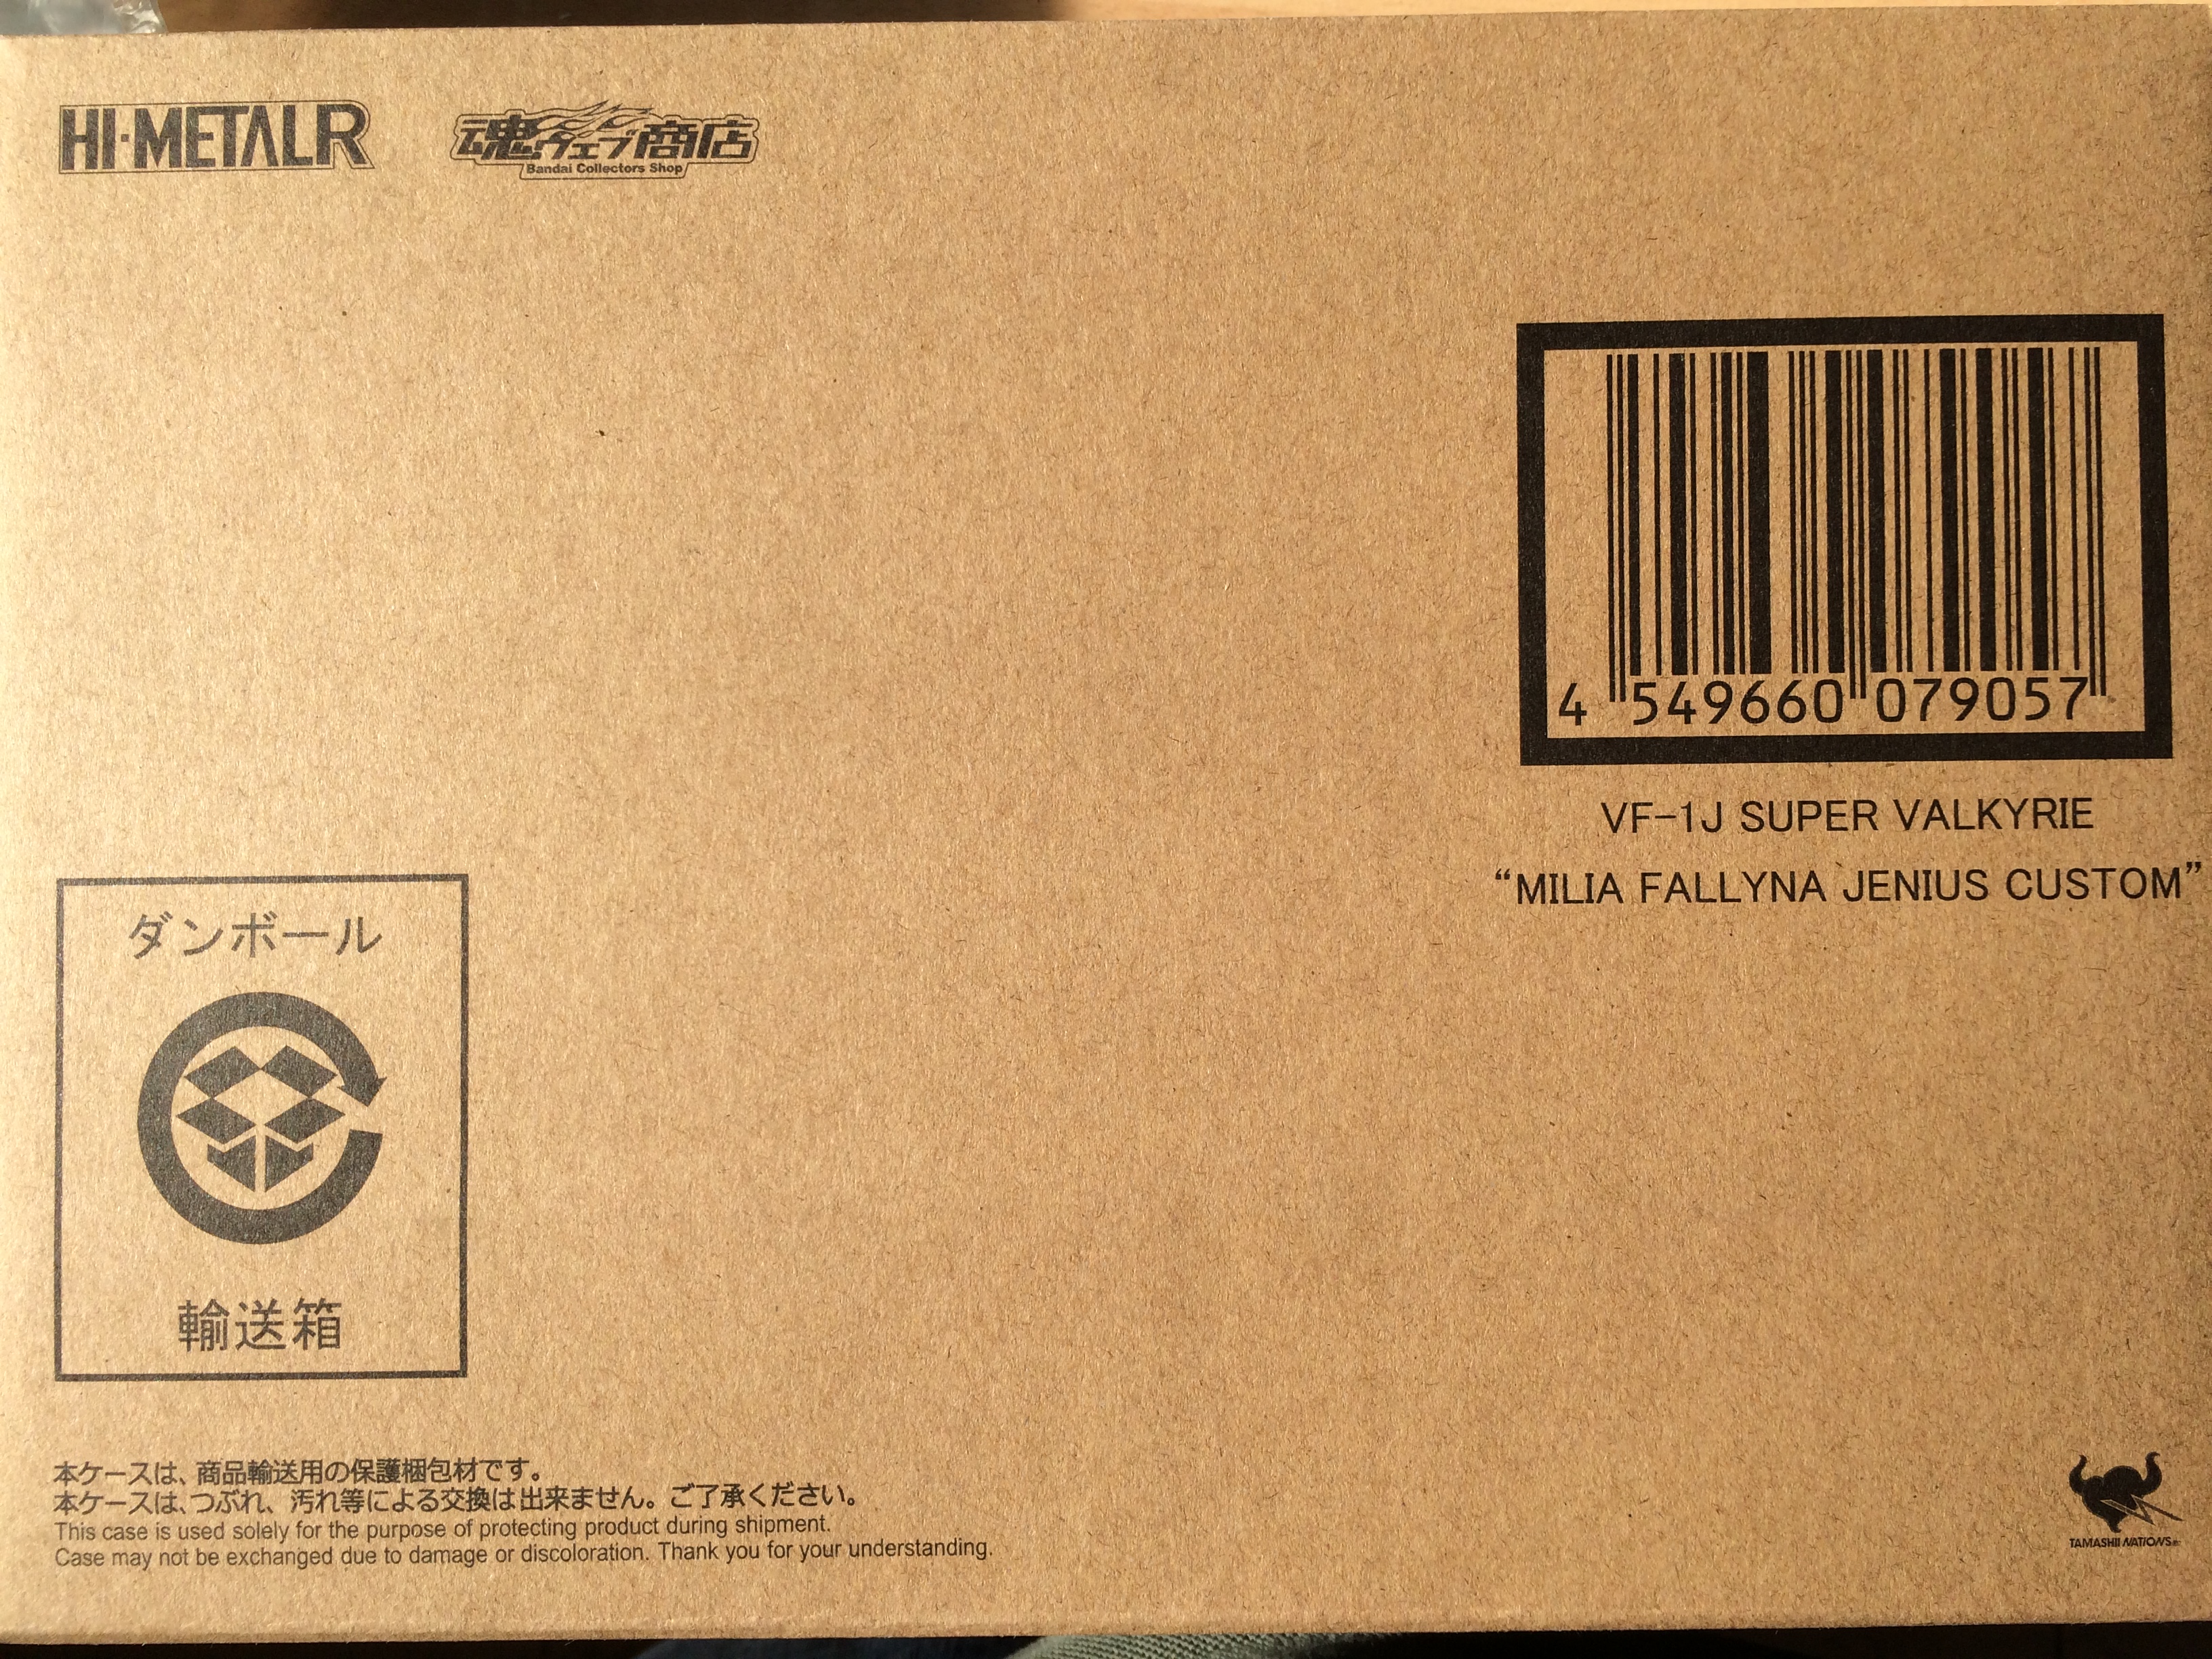 HI-METAL R
魂ウェブ商店
Bandai Collectors Shop
4 549660 079057
VF-1J SUPER VALKYRIE
“MILIA FALLYNA JENIUS CUSTOM”
ダンボール
輸送箱
本ケースは、商品輸送用の保護梱包材です。
本ケースは、つぶれ、汚れ等による交換は出来ません。ご了承ください。
This case is used solely for the purpose of protecting product during shipment.
Case may not be exchanged due to damage or discoloration. Thank you for your understanding.
TAMASHII NATIONS